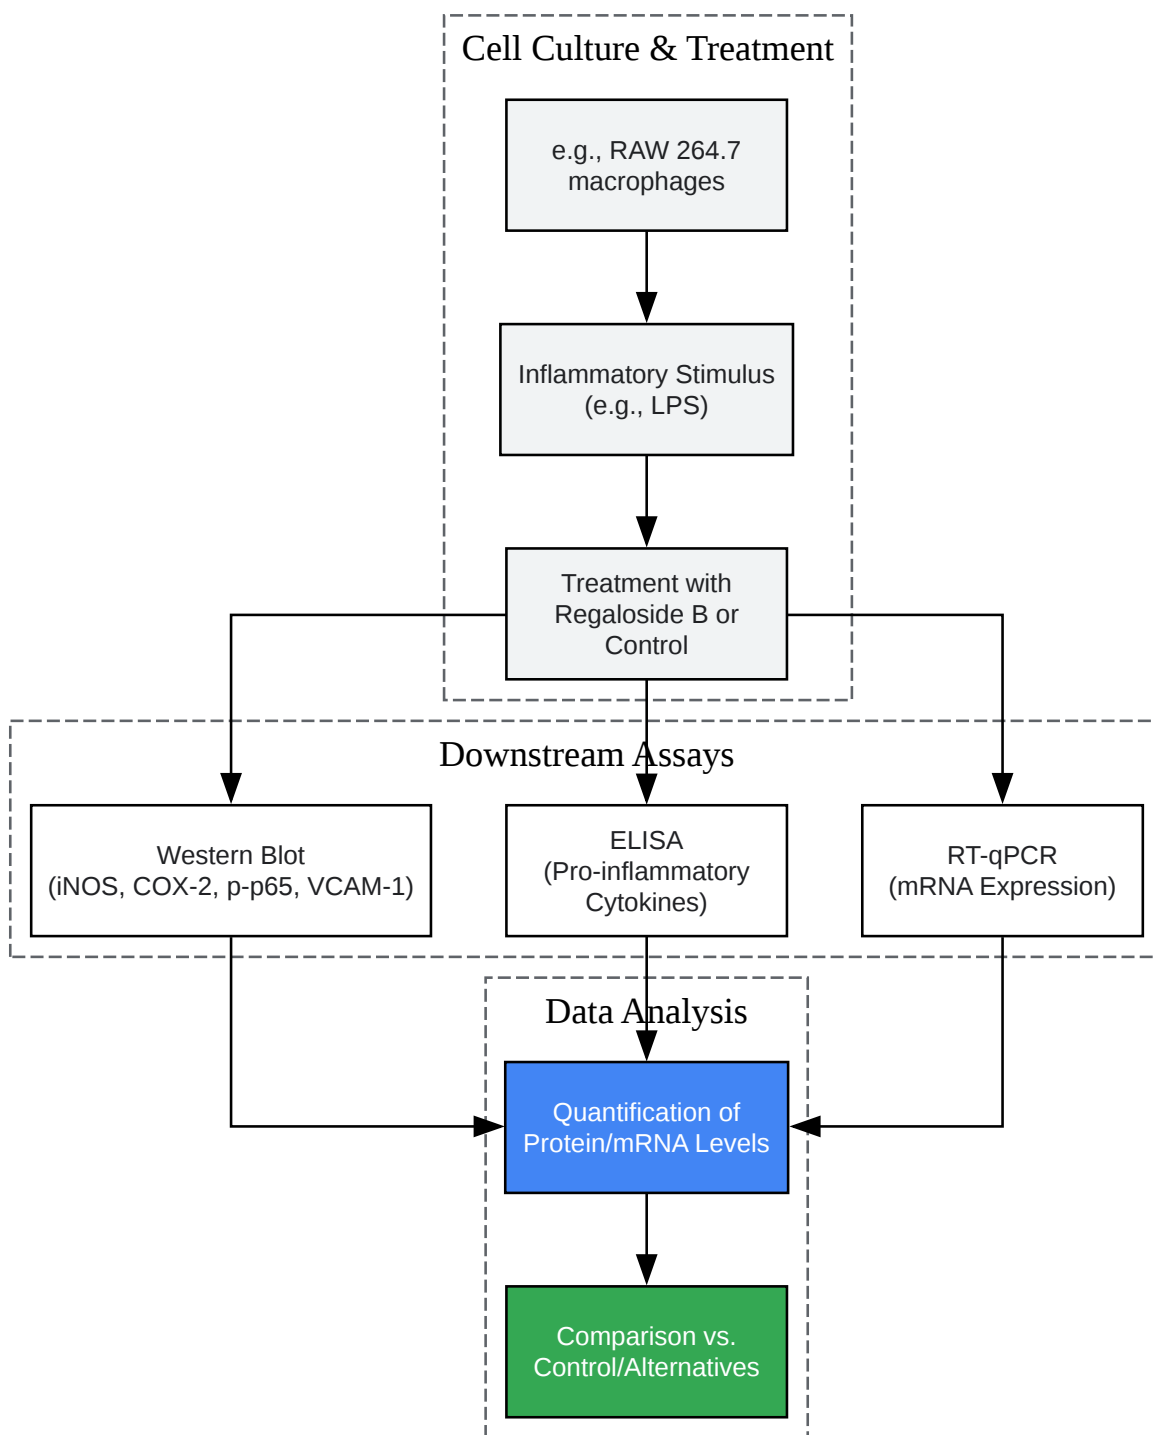 Cell Culture & Treatment
e.g., RAW 264.7
macrophages
Inflammatory Stimulus
(e.g., LPS)
Treatment with
Regaloside B or
Control
Downstream Assays
Western Blot
(iNOS, COX-2, p-p65, VCAM-1)
ELISA
(Pro-inflammatory
Cytokines)
RT-qPCR
(mRNA Expression)
Data Analysis
Quantification of
Protein/mRNA Levels
Comparison vs.
Control/Alternatives